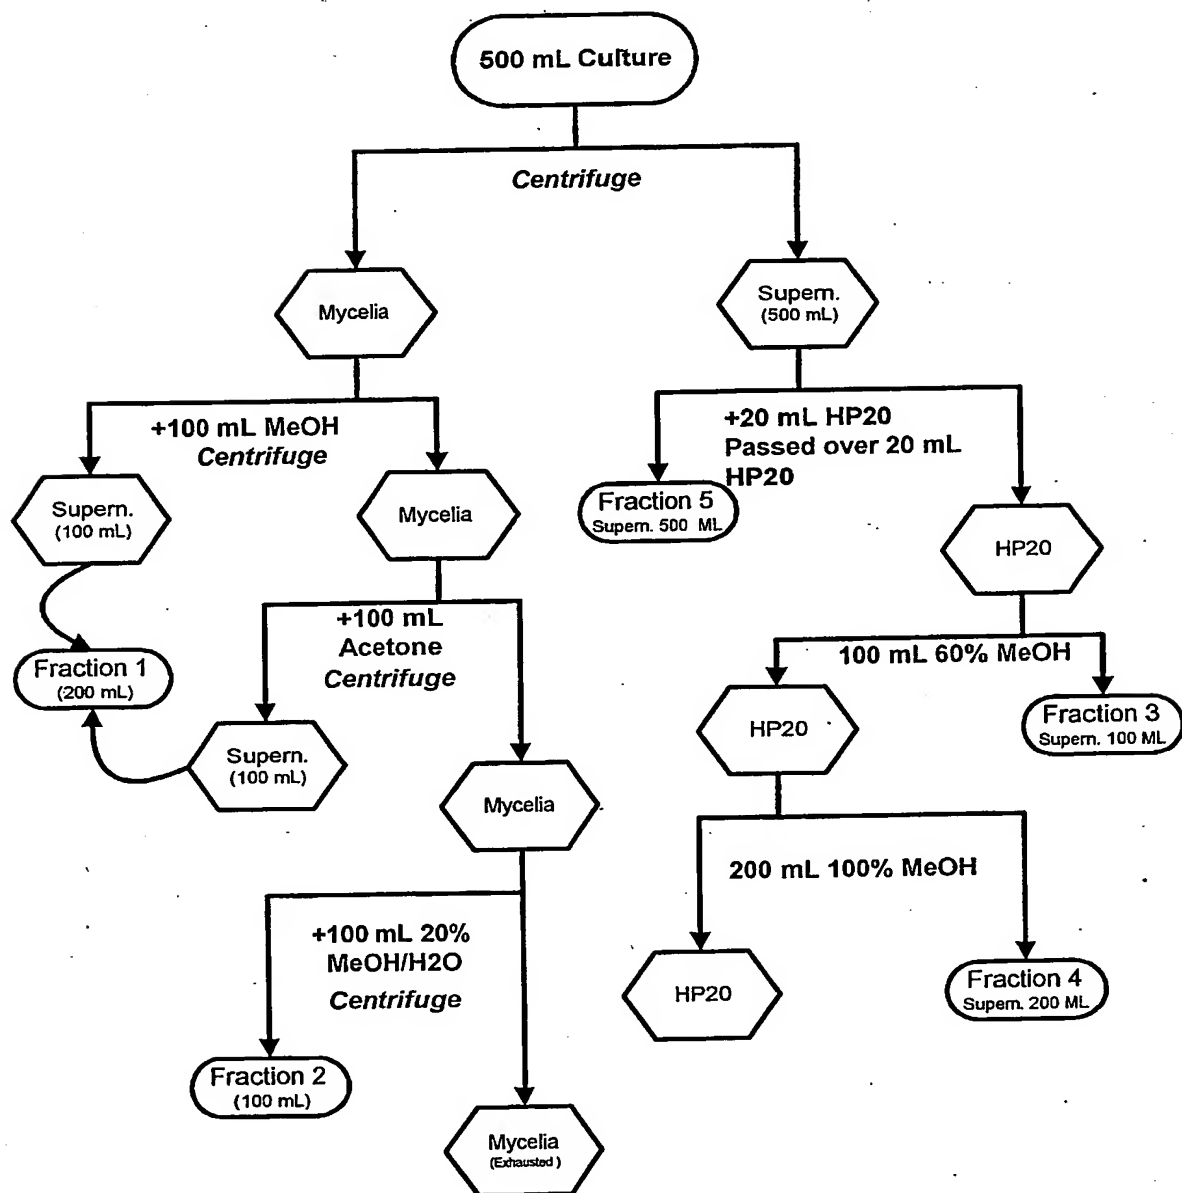 500 mL Culture
Centrifuge
Mycelia
Supern.
(500 mL)
+100 mL MeOH
Centrifuge
+20 mL HP20
Passed over 20 mL
HP20
Supern.
(100 mL)
Mycelia
Fraction 5
Supern. 500 ML
HP20
+100 mL
Acetone
Centrifuge
100 mL 60% MeOH
Fraction 1
(200 mL)
HP20
Fraction 3
Supern. 100 ML
Supern.
(100 mL)
Mycelia
200 mL 100% MeOH
+100 mL 20%
MeOH/H2O
Centrifuge
HP20
Fraction 4
Supern. 200 ML
Fraction 2
(100 mL)
Mycelia
(Exhausted )